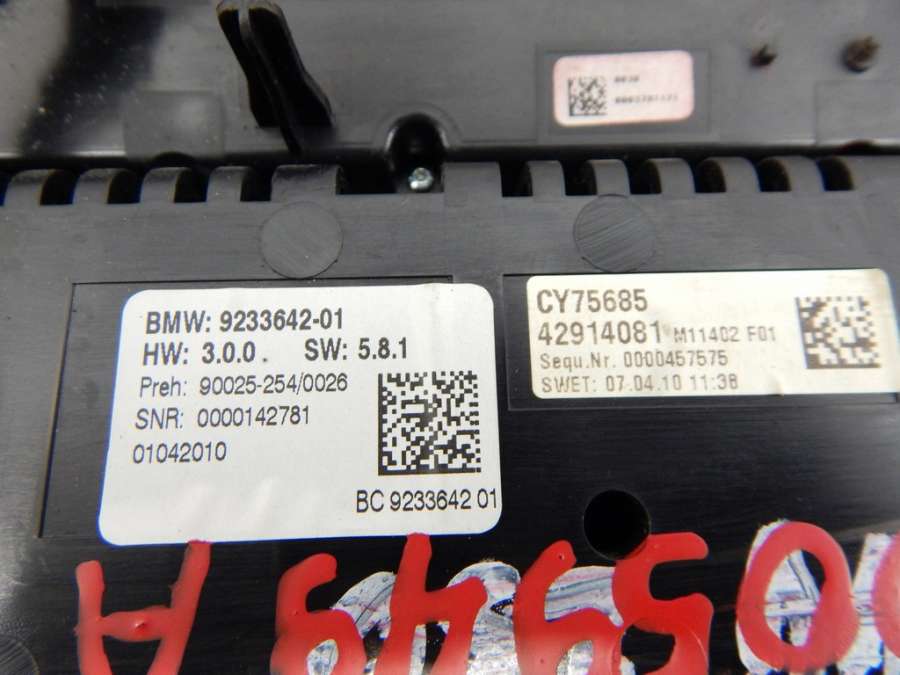 BMW: 9233642-01
HW: 3.0.0. SW: 5.8.1
Preh: 90025-254/0026
SNR: 0000142781
01042010
BC 9233642 01
CY75685
42914081 M11402 F01
Sequ.Nr. 0000457575
SWET: 07.04.10 11:38